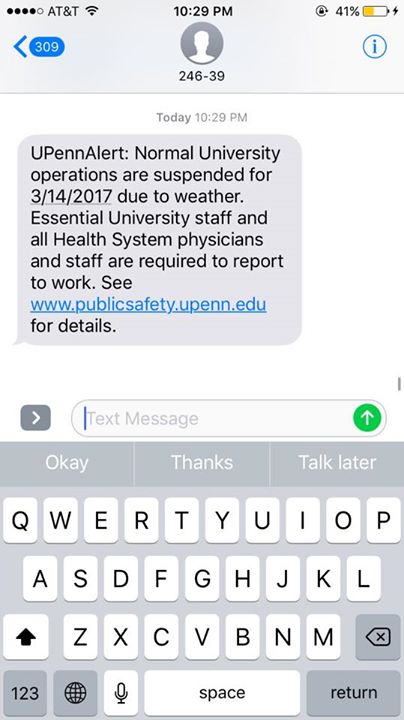 AT&T 10:29 PM 41%
309
246-39
Today 10:29 PM
UPennAlert: Normal University
operations are suspended for
3/14/2017 due to weather.
Essential University staff and
all Health System physicians
and staff are required to report
to work. See
www.publicsafety.upenn.edu
for details.
Text Message
Okay Thanks Talk later
Q W E R T Y U I O P
A S D F G H J K L
Z X C V B N M
123 space return